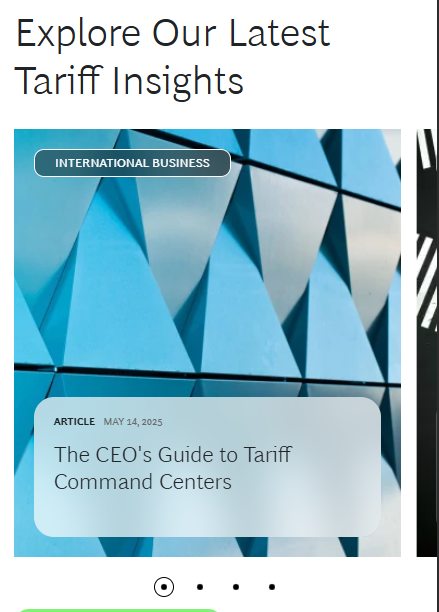 Explore Our Latest
Tariff Insights
INTERNATIONAL BUSINESS
ARTICLE MAY 14, 2025
The CEO's Guide to Tariff
Command Centers